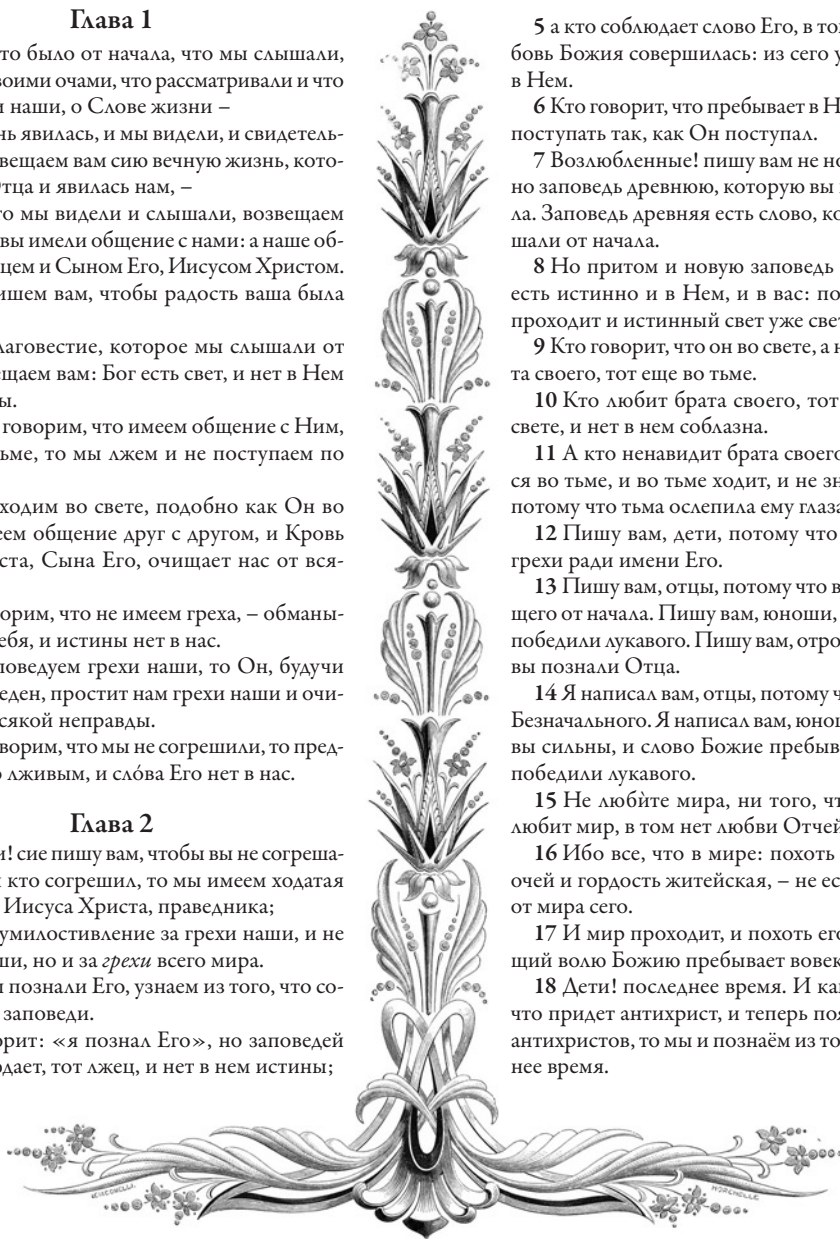 Глава 1
то было от начала, что мы слышали,
воими очами, что рассматривали и что
и наши, о Слове жизни –
нь явилась, и мы видели, и свидетель-
вещаем вам сию вечную жизнь, кото-
тца и явилась нам, –
то мы видели и слышали, возвещаем
вы имели общение с нами: а наше об-
цем и Сыном Его, Иисусом Христом.
ишем вам, чтобы радость ваша была
лаговестие, которое мы слышали от
ещаем вам: Бог есть свет, и нет в Нем
ы.
говорим, что имеем общение с Ним,
ьме, то мы лжем и не поступаем по
ходим во свете, подобно как Он во
еем общение друг с другом, и Кровь
ста, Сына Его, очищает нас от вся-
орим, что не имеем греха, – обманы-
ебя, и истины нет в нас.
поведуем грехи наши, то Он, будучи
еден, простит нам грехи наши и очи-
сякой неправды.
ворим, что мы не согрешили, то пред-
о лживым, и сло́ва Его нет в нас.
Глава 2
и! сие пишу вам, чтобы вы не согреша-
и кто согрешил, то мы имеем ходатая
Иисуса Христа, праведника;
умилостивление за грехи наши, и не
ши, но и за грехи всего мира.
и познали Его, узнаем из того, что со-
заповеди.
орит: «я познал Его», но заповедей
юдает, тот лжец, и нет в нем истины;
5 а кто соблюдает слово Его, в то
бовь Божия совершилась: из сего у
в Нем.
6 Кто говорит, что пребывает в Н
поступать так, как Он поступал.
7 Возлюбленные! пишу вам не но
но заповедь древнюю, которую вы
ла. Заповедь древняя есть слово, ко
шали от начала.
8 Но притом и новую заповедь
есть истинно и в Нем, и в вас: по
проходит и истинный свет уже свет
9 Кто говорит, что он во свете, а н
та своего, тот еще во тьме.
10 Кто любит брата своего, тот
свете, и нет в нем соблазна.
11 А кто ненавидит брата своего
ся во тьме, и во тьме ходит, и не зн
потому что тьма ослепила ему глаза
12 Пишу вам, дети, потому что
грехи ради имени Его.
13 Пишу вам, отцы, потому что в
щего от начала. Пишу вам, юноши,
победили лукавого. Пишу вам, отро
вы познали Отца.
14 Я написал вам, отцы, потому ч
Безначального. Я написал вам, юнош
вы сильны, и слово Божие пребыв
победили лукавого.
15 Не люби̇те мира, ни того, чт
любит мир, в том нет любви Отчей
16 Ибо все, что в мире: похоть
очей и гордость житейская, – не ес
от мира сего.
17 И мир проходит, и похоть его
щий волю Божию пребывает вовек
18 Дети! последнее время. И ка
что придет антихрист, и теперь поя
антихристов, то мы и познаём из то
нее время.